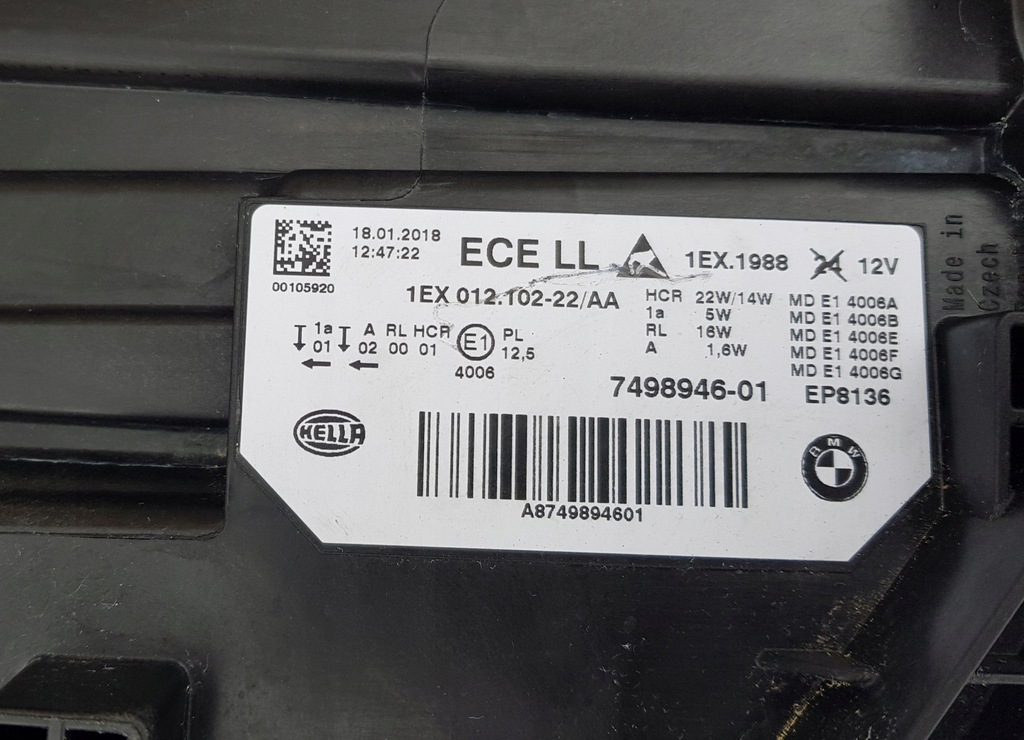 18.01.2018
12:47:22
00105920
ECE LL
1EX.1988
24 12V
1EX 012.102-22/AA
HCR 22W/14W
1a 5W
RL 16W
A 1,6W
MD E1 4006A
MD E1 4006B
MD E1 4006E
MD E1 4006F
MD E1 4006G
1a A RL HCR
01 02 00 01
E1
PL
12,5
4006
7498946-01
EP8136
HELLA
BMW
A8749894601
Made in
Czech